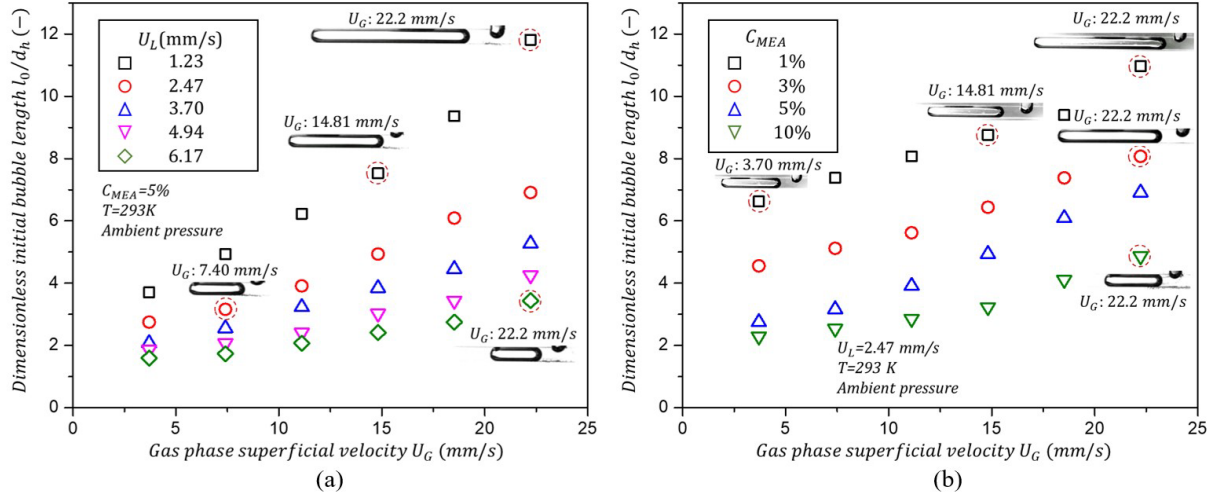 Dimensionless initial bubble length l₀/dₕ (−)
14
12
10
8
6
4
2
0
U_L(mm/s)
1.23
2.47
3.70
4.94
6.17
C_MEA=5%
T=293K
Ambient pressure
U_G: 22.2 mm/s
U_G: 14.81 mm/s
U_G: 7.40 mm/s
U_G: 22.2 mm/s
0 5 10 15 20 25
Gas phase superficial velocity U_G (mm/s)
(a)
Dimensionless initial bubble length l₀/dₕ (−)
12
10
8
6
4
2
0
C_MEA
1%
3%
5%
10%
U_G: 22.2 mm/s
U_G: 14.81 mm/s
U_G: 22.2 mm/s
U_G: 3.70 mm/s
U_G: 22.2 mm/s
U_L=2.47 mm/s
T=293 K
Ambient pressure
0 5 10 15 20 25
Gas phase superficial velocity U_G (mm/s)
(b)